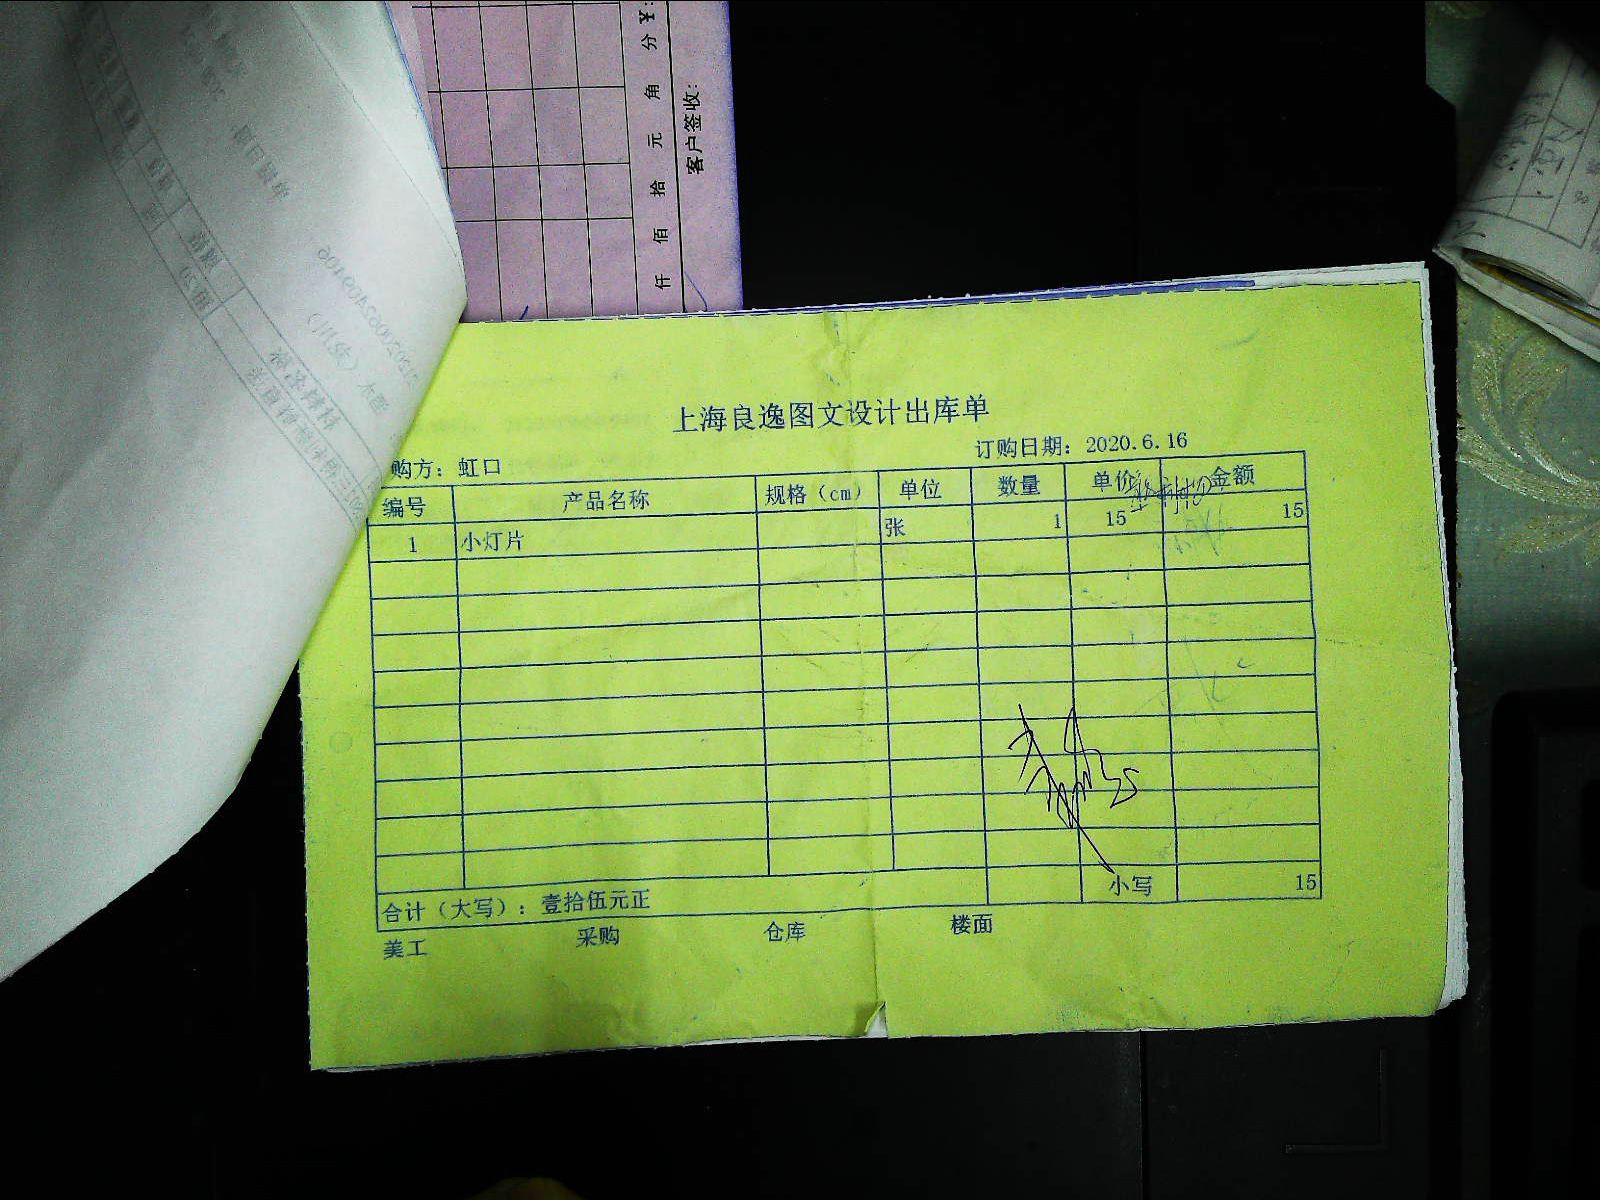 分 ¥:
仟 佰 拾 元 角
客户签收:
上海良逸图文设计出库单
购方：虹口 订购日期：2020.6.16
编号 产品名称 规格（cm） 单位 数量 单价 金额
1 小灯片 张 1 15 15
合计（大写）：壹拾伍元正 小写 15
美工 采购 仓库 楼面